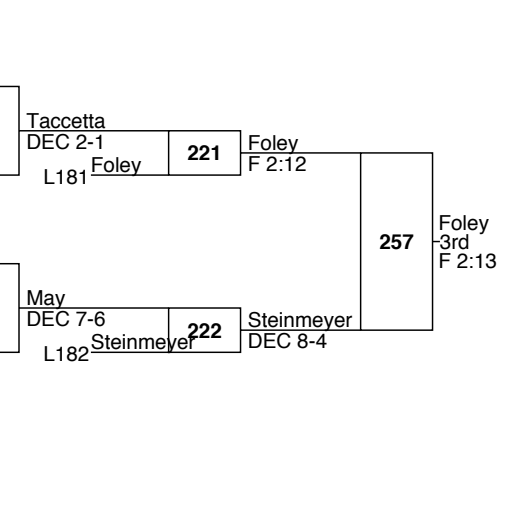 Taccetta
DEC 2-1
L181 Foley
221
Foley
F 2:12
257
Foley
3rd
F 2:13
May
DEC 7-6
L182 Steinmeyer
222
Steinmeyer
DEC 8-4